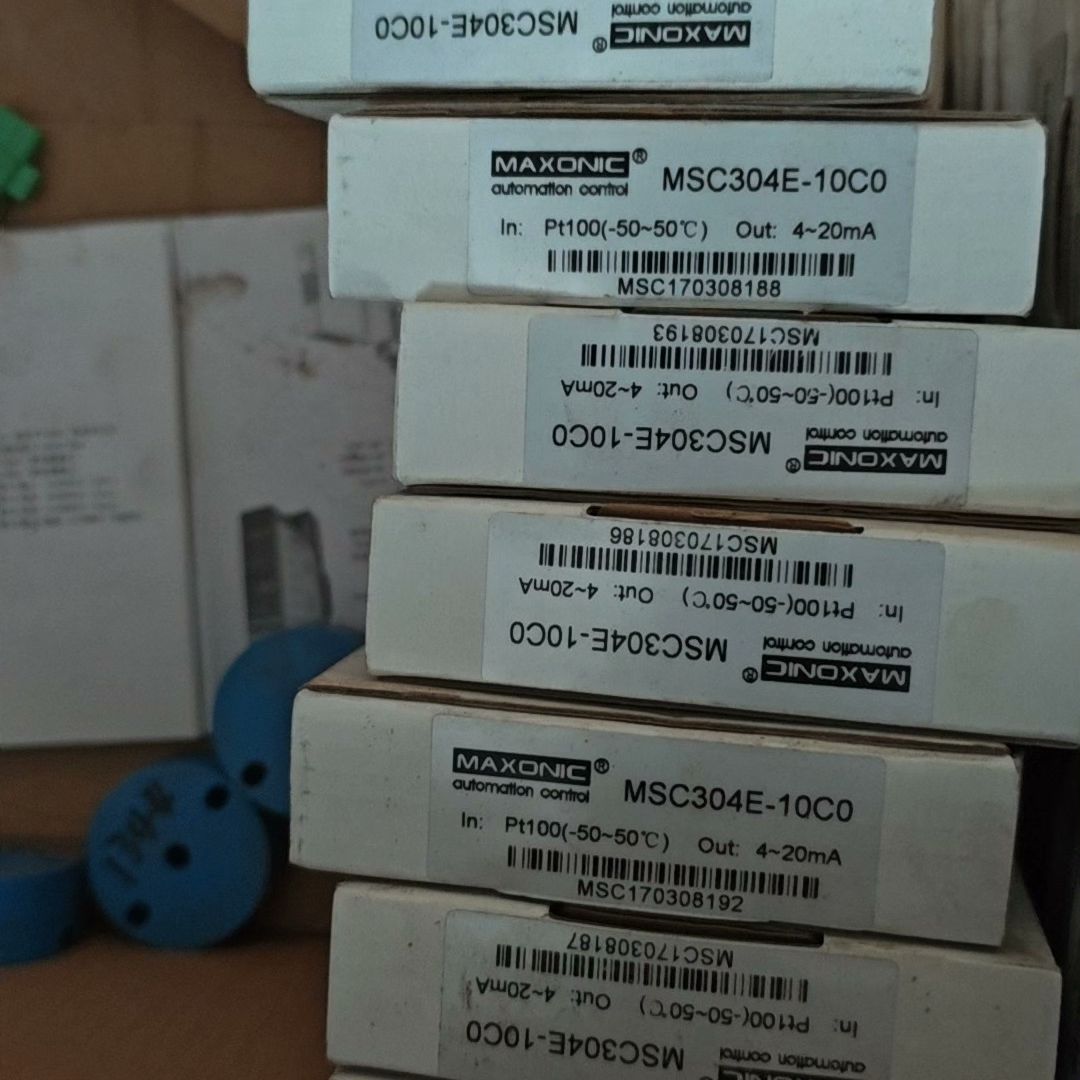 MAXONIC® MSC304E-10C0
automation control
MAXONIC® MSC304E-10C0
automation control
In: Pt100(-50~50℃) Out: 4~20mA
MSC170308188
MAXONIC® MSC304E-10C0
automation control
In: Pt100(-50~50℃) Out: 4~20mA
MSC170308193
MAXONIC® MSC304E-10C0
automation control
In: Pt100(-50~50℃) Out: 4~20mA
MSC170308186
MAXONIC® MSC304E-10C0
automation control
In: Pt100(-50~50℃) Out: 4~20mA
MSC170308192
MSC304E-10C0
automation control
In: Pt100(-50~50℃) Out: 4~20mA
MSC170308187